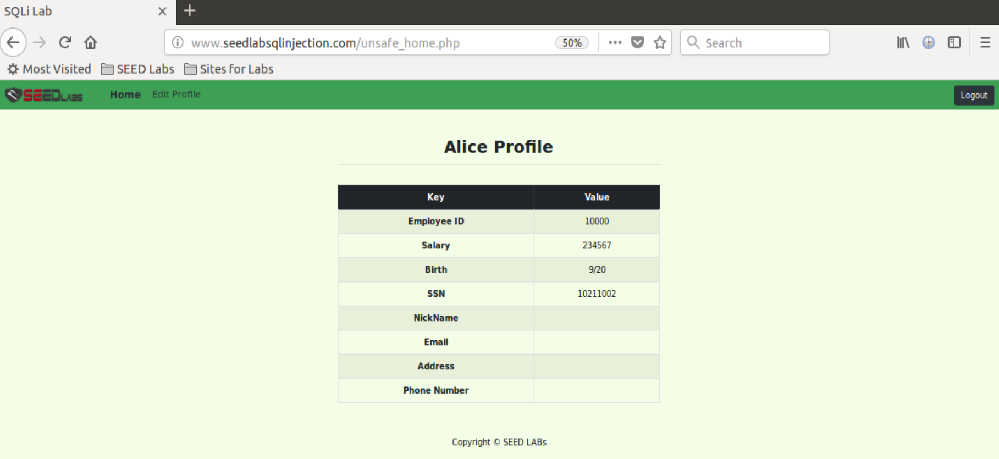 SQLi Lab
www.seedlabsqlinjection.com/unsafe_home.php 50% Search
Most Visited SEED Labs Sites for Labs
SEEDLABS Home Edit Profile Logout
Alice Profile
Key Value
Employee ID 10000
Salary 234567
Birth 9/20
SSN 10211002
NickName
Email
Address
Phone Number
Copyright © SEED LABs